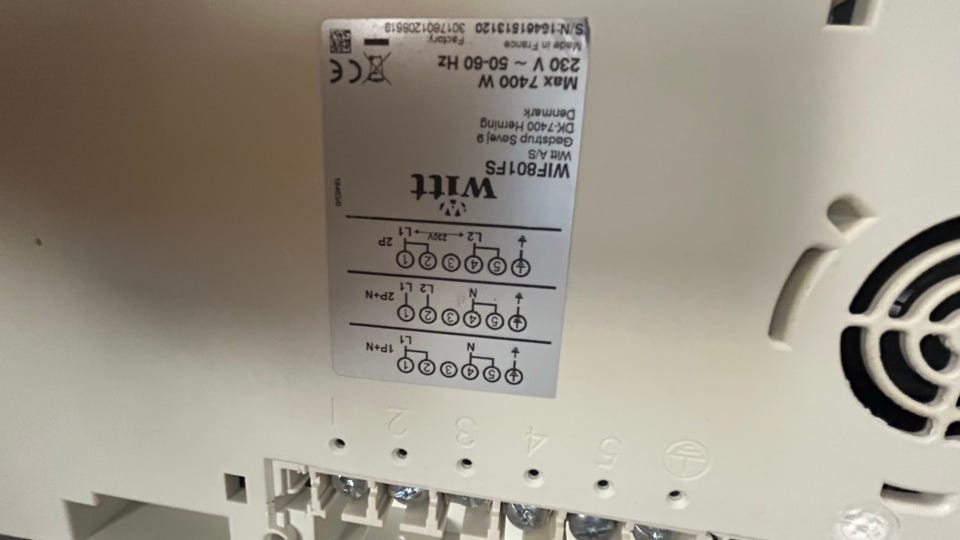 5 4 3 2 1 1P+N
N L1
5 4 3 2 1 2P+N
N L2 L1
5 4 3 2 1 2P
L2 230V L1
witt
WIF801FS
Witt A/S
Gødstrup Søvej 9
DK-7400 Herning
Denmark
Max 7400 W
230 V ~ 50-60 Hz
CE
Made in France Factory:
S/N:16461513120 3017801208619
1 2 3 4 5